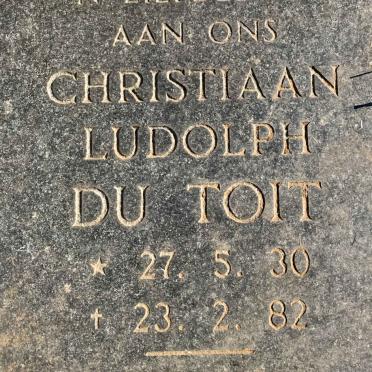 AAN ONS
CHRISTIAAN
LUDOLPH
DU TOIT
* 27. 5. 30
† 23. 2. 82